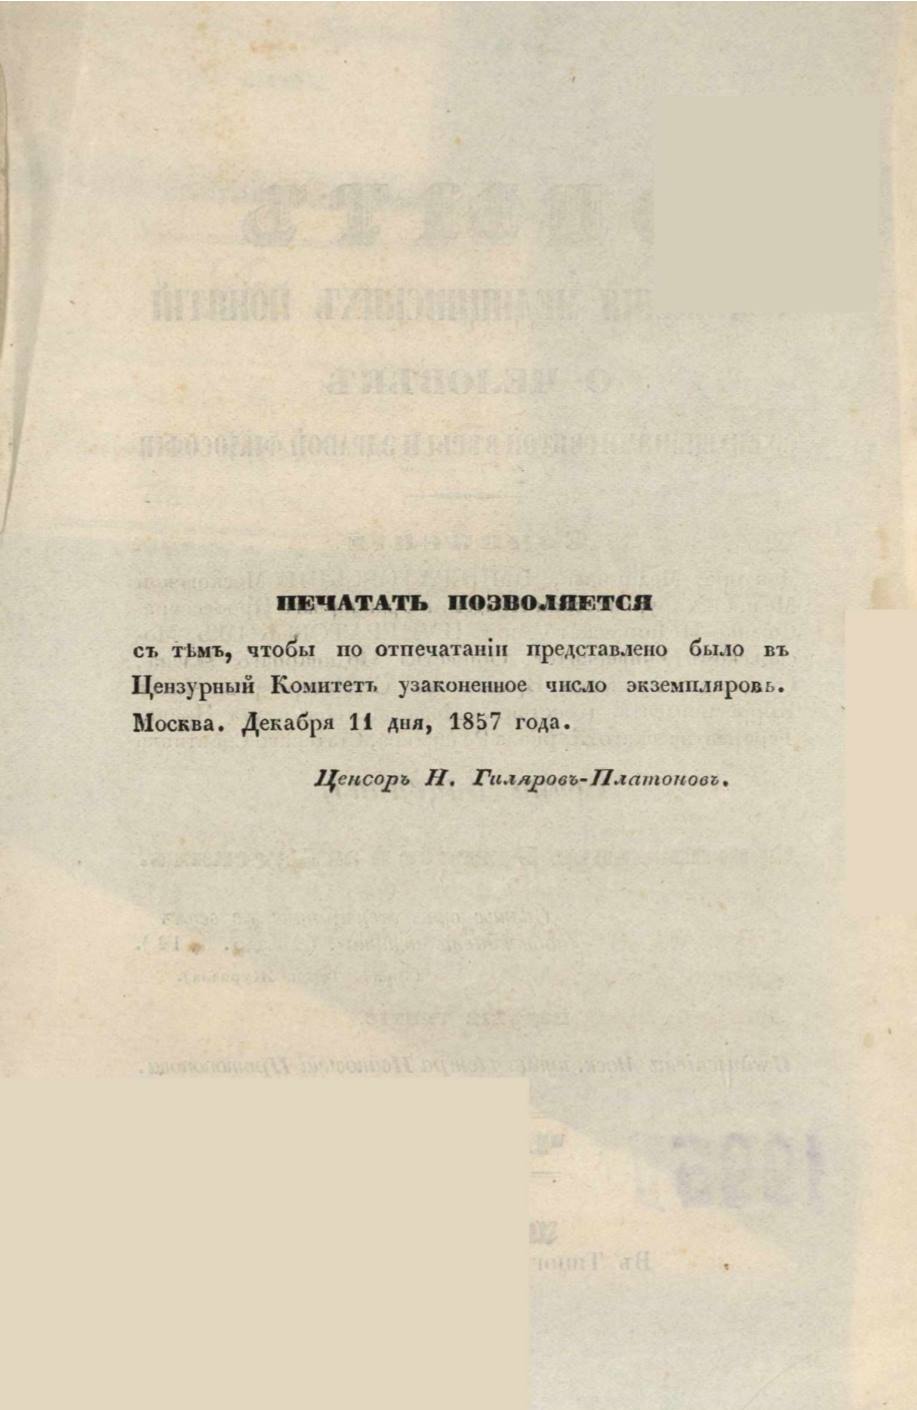 ПЕЧАТАТЬ ПОЗВОЛЯЕТСЯ
съ тѣмъ, чтобы по отпечатаніи представлено было въ
Цензурный Комитетъ узаконенное число экземпляровъ.
Москва. Декабря 11 дня, 1857 года.
Ценсоръ Н. Гиляровъ-Платоновъ.